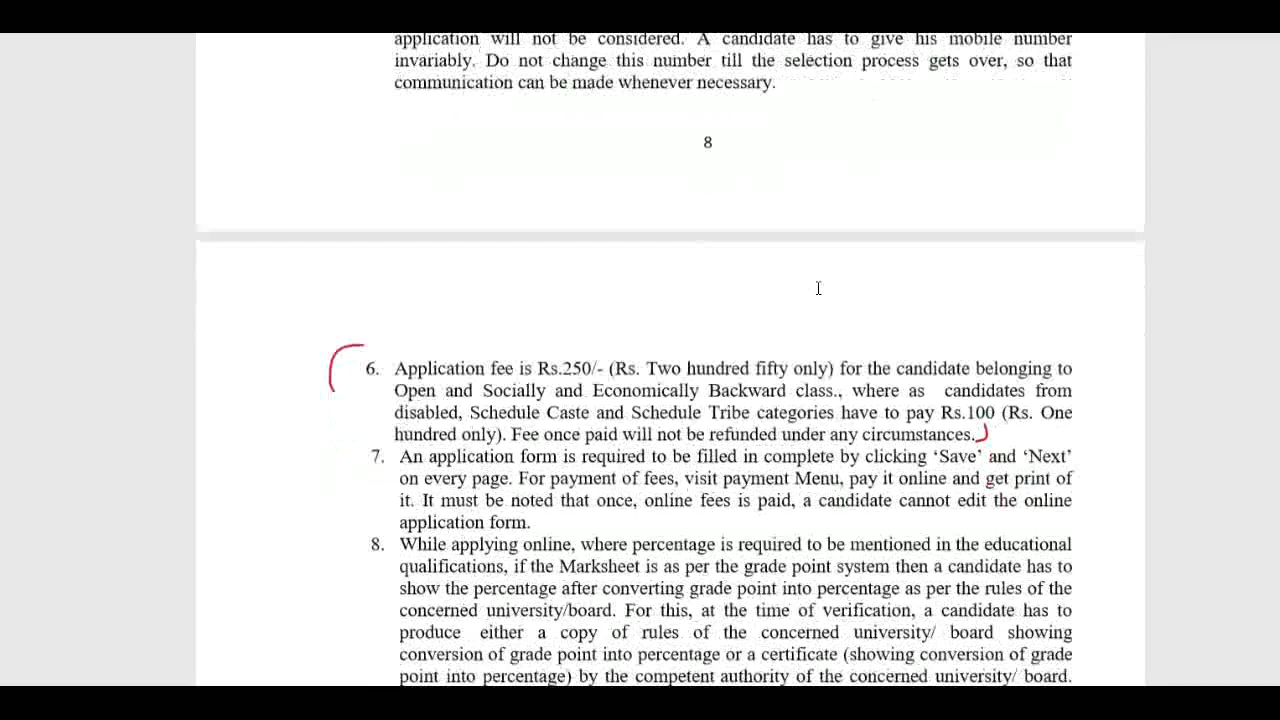 application will not be considered. A candidate has to give his mobile number
invariably. Do not change this number till the selection process gets over, so that
communication can be made whenever necessary.
8
6. Application fee is Rs.250/- (Rs. Two hundred fifty only) for the candidate belonging to
Open and Socially and Economically Backward class., where as candidates from
disabled, Schedule Caste and Schedule Tribe categories have to pay Rs.100 (Rs. One
hundred only). Fee once paid will not be refunded under any circumstances.
7. An application form is required to be filled in complete by clicking ‘Save’ and ‘Next’
on every page. For payment of fees, visit payment Menu, pay it online and get print of
it. It must be noted that once, online fees is paid, a candidate cannot edit the online
application form.
8. While applying online, where percentage is required to be mentioned in the educational
qualifications, if the Marksheet is as per the grade point system then a candidate has to
show the percentage after converting grade point into percentage as per the rules of the
concerned university/board. For this, at the time of verification, a candidate has to
produce either a copy of rules of the concerned university/ board showing
conversion of grade point into percentage or a certificate (showing conversion of grade
point into percentage) by the competent authority of the concerned university/ board.